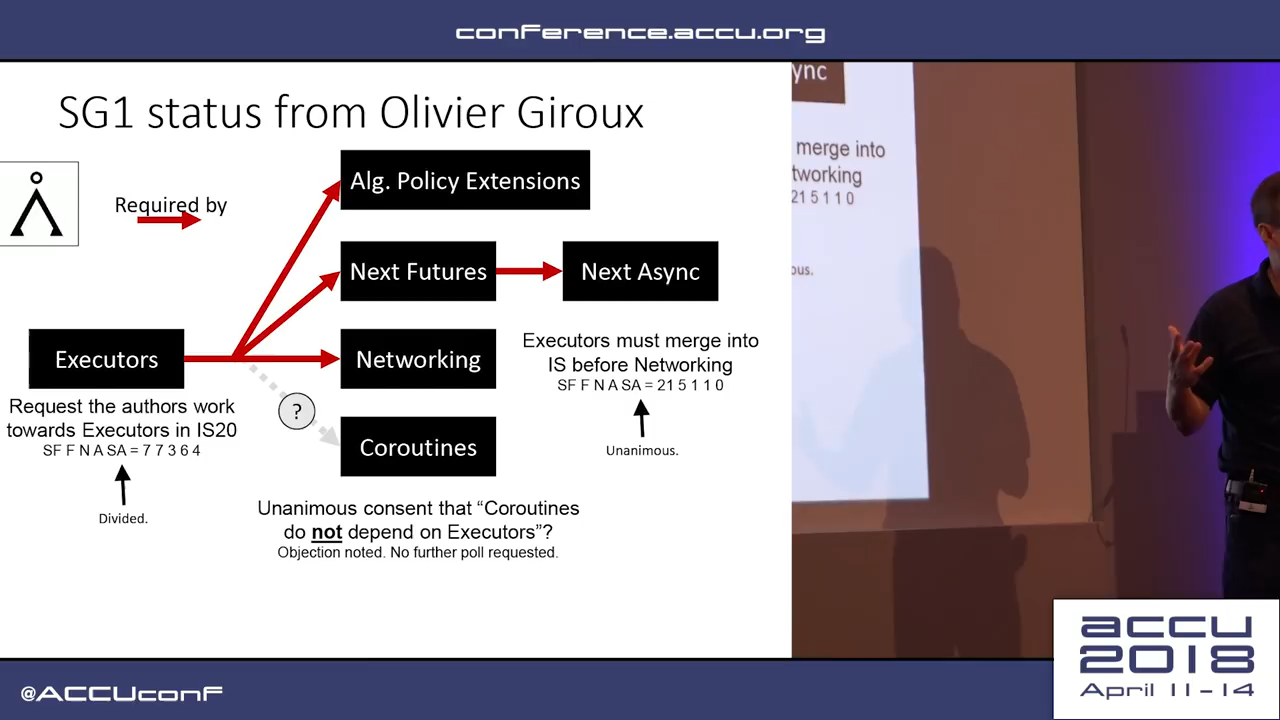 conference.accu.org
SG1 status from Olivier Giroux
Required by
Alg. Policy Extensions
Next Futures
Next Async
Executors
Networking
Executors must merge into
IS before Networking
SF F N A SA = 21 5 1 1 0
Unanimous.
Request the authors work
towards Executors in IS20
SF F N A SA = 7 7 3 6 4
Divided.
?
Coroutines
Unanimous consent that “Coroutines
do not depend on Executors”?
Objection noted. No further poll requested.
ync
merge into
tworking
21 5 1 1 0
ous.
accu
2018
April 11-14
@ACCUconf